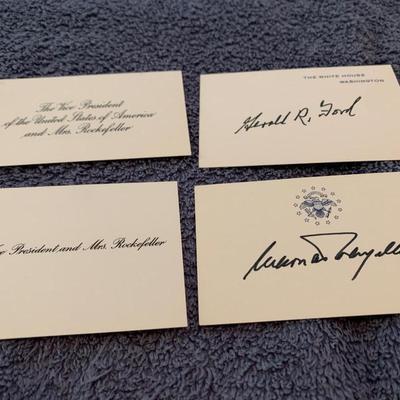 The Vice President
of the United States of America
and Mrs. Rockefeller
THE WHITE HOUSE
WASHINGTON
Gerald R. Ford
President and Mrs. Rockefeller